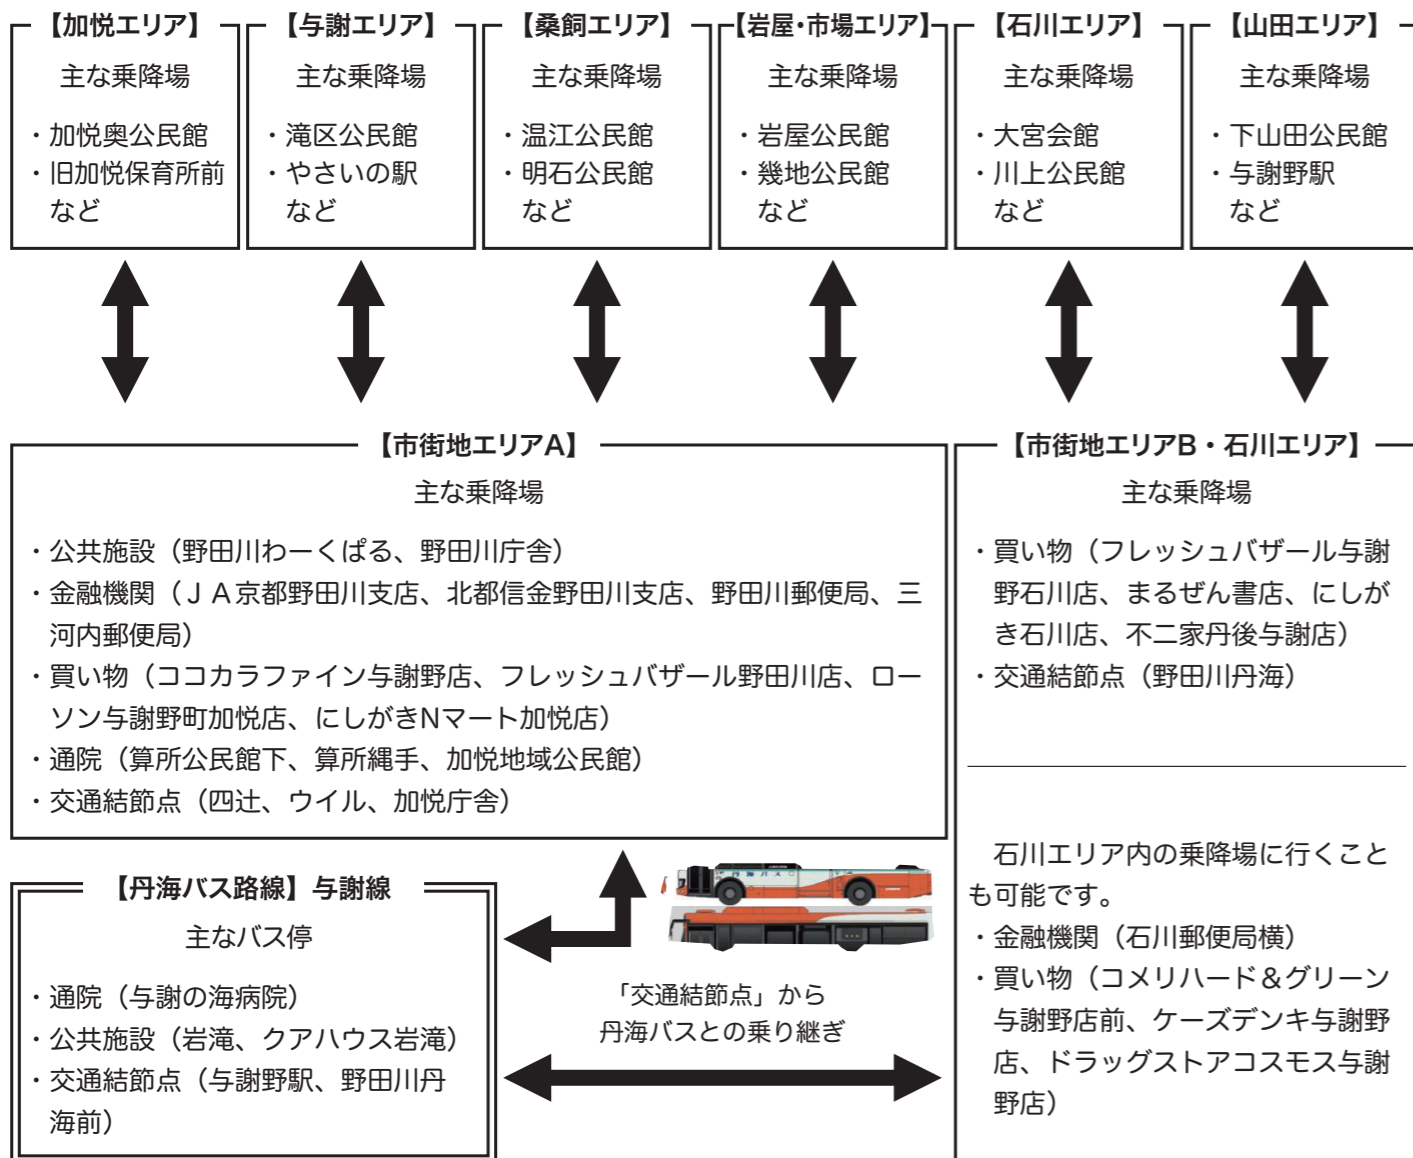 【加悦エリア】
主な乗降場
・加悦奥公民館
・旧加悦保育所前
など
【与謝エリア】
主な乗降場
・滝区公民館
・やさいの駅
など
【桑飼エリア】
主な乗降場
・温江公民館
・明石公民館
など
【岩屋・市場エリア】
主な乗降場
・岩屋公民館
・幾地公民館
など
【石川エリア】
主な乗降場
・大宮会館
・川上公民館
など
【山田エリア】
主な乗降場
・下山田公民館
・与謝野駅
など
【市街地エリアA】
主な乗降場
・公共施設（野田川わーくぱる、野田川庁舎）
・金融機関（ＪＡ京都野田川支店、北都信金野田川支店、野田川郵便局、三
河内郵便局）
・買い物（ココカラファイン与謝野店、フレッシュバザール野田川店、ロー
ソン与謝野町加悦店、にしがきNマート加悦店）
・通院（算所公民館下、算所縄手、加悦地域公民館）
・交通結節点（四辻、ウイル、加悦庁舎）
【市街地エリアB・石川エリア】
主な乗降場
・買い物（フレッシュバザール与謝
野石川店、まるぜん書店、にしが
き石川店、不二家丹後与謝店）
・交通結節点（野田川丹海）
石川エリア内の乗降場に行くこと
も可能です。
・金融機関（石川郵便局横）
・買い物（コメリハード＆グリーン
与謝野店前、ケーズデンキ与謝野
店、ドラッグストアコスモス与謝
野店）
【丹海バス路線】与謝線
主なバス停
・通院（与謝の海病院）
・公共施設（岩滝、クアハウス岩滝）
・交通結節点（与謝野駅、野田川丹
海前）
丹海バス
「交通結節点」から
丹海バスとの乗り継ぎ